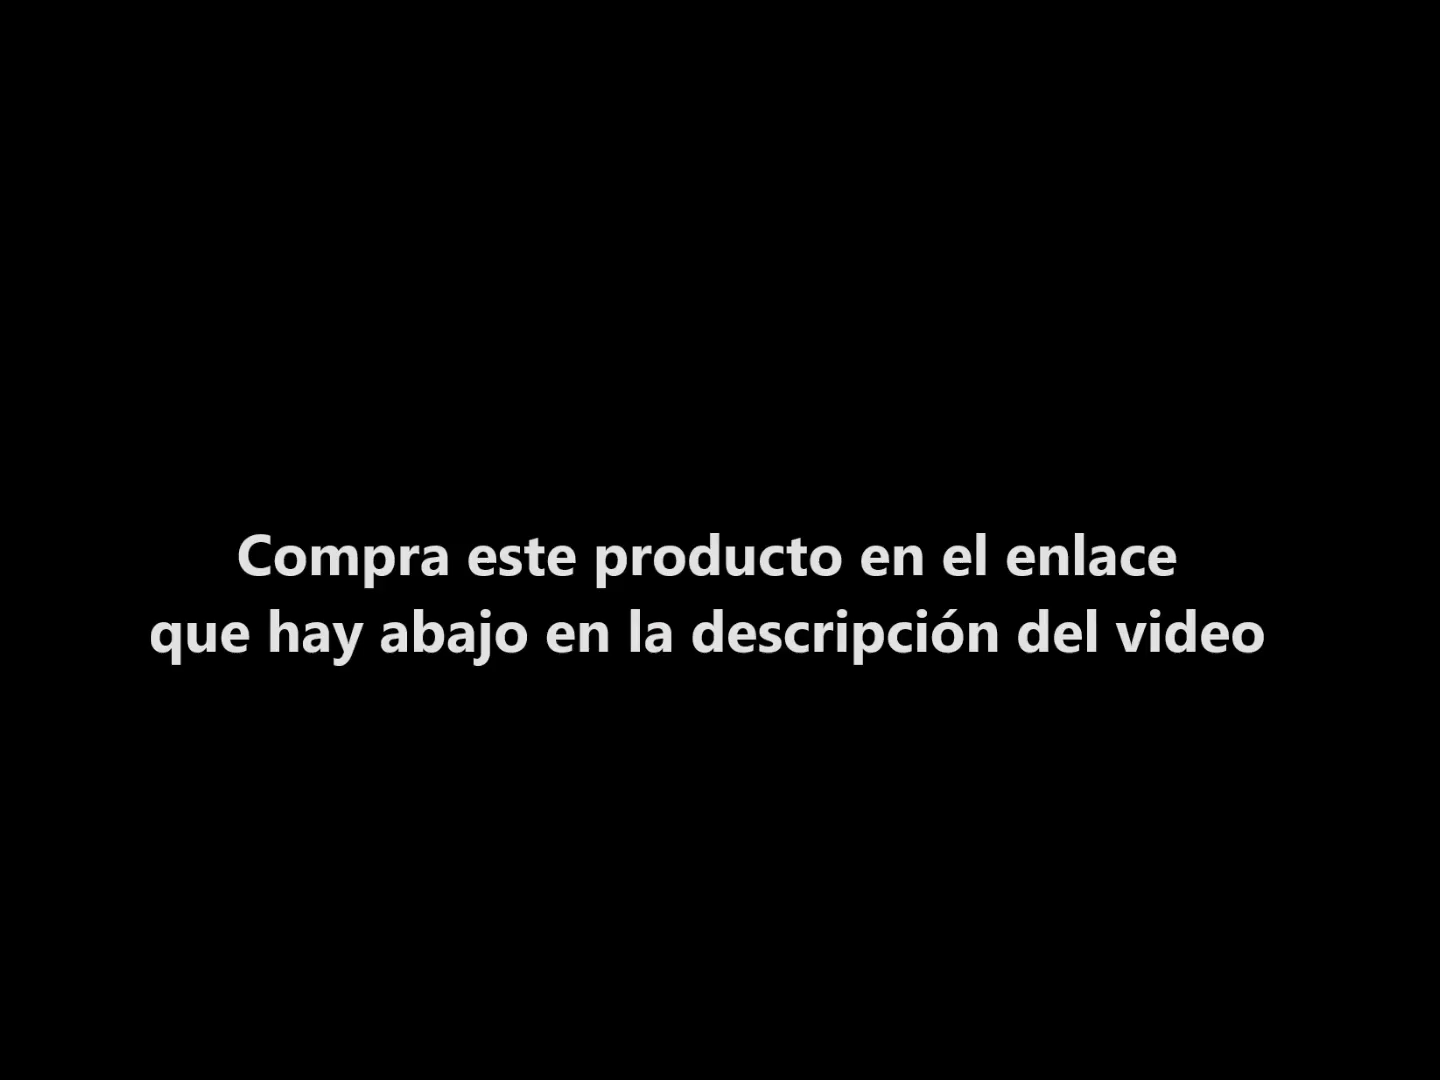 Compra este producto en el enlace
que hay abajo en la descripción del video